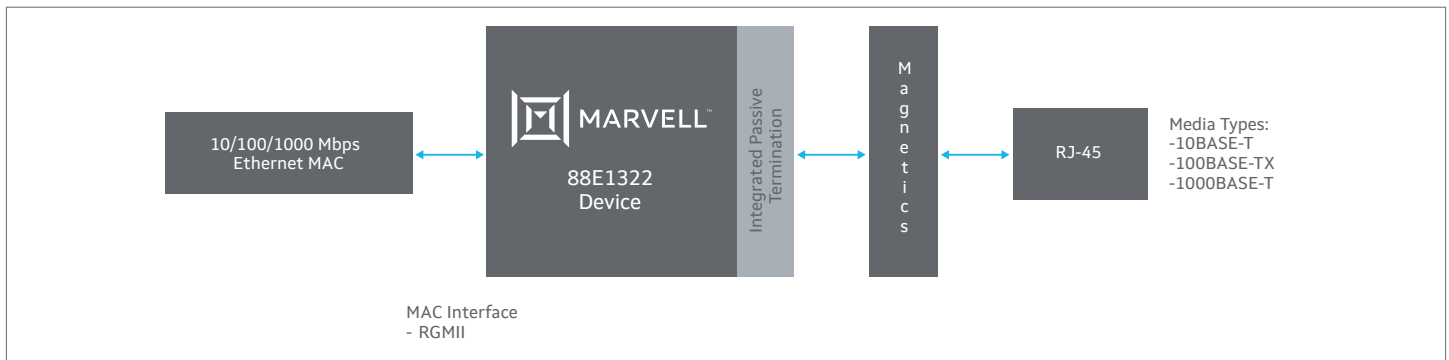 10/100/1000 Mbps
Ethernet MAC
MARVELL™
88E1322
Device
Integrated Passive
Termination
Magnetics
RJ-45
Media Types:
-10BASE-T
-100BASE-TX
-1000BASE-T
MAC Interface
- RGMII